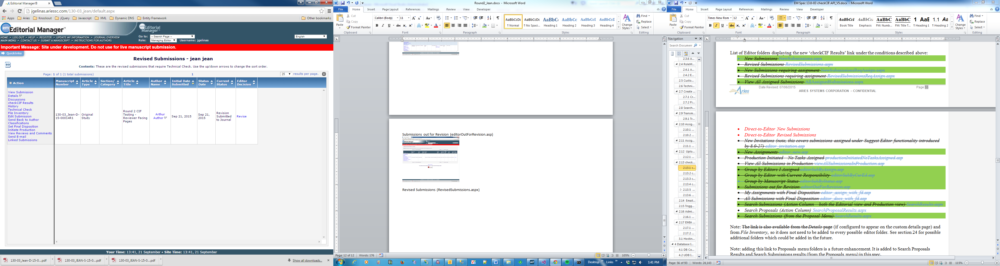 Editorial Manager®
jgelinas.ariessc.com/130-03_jean/default.aspx
Apps Aries Knockout jQuery Javascript XML Dynamic DNS Entity Framework Other bookmarks
em Editorial Manager™
Editorial Manager
HOME • LOG OUT • HELP • REGISTER • UPDATE MY INFORMATION • JOURNAL OVERVIEW
MAIN MENU • CONTACT US • SUBMIT A MANUSCRIPT • INSTRUCTIONS FOR AUTHORS
Go to: -- Search Page --
Role: Managing Editor Username: jgelinas
English
Important Message: Site under development. Do not use for live manuscript submission.
Quicklinks
Revised Submissions - jean jean
Contents: These are the revised submissions that require Technical Check. Use the up/down arrows to change the sort order.
Page: 1 of 1 (1 total submissions) 1 25 results per page.
Action
Manuscript Number
Article Type
Section/ Category
Article Title
Author Name
Initial Date Submitted
Status Date
Current Status
Editor Decision
View Submission
Details
Discussions
checkCIF Results
History
Technical Check
File Inventory
Edit Submission
Send Back to Author
Classifications
Set Final Disposition
Initiate Production
View Reviews and Comments
Send E-mail
Linked Submissions
130-03_Jean-D-15-00014R1
Original Study
Round 2 CIF Testing - Reviewer Facing Pages
Arthur Author
Sep 21, 2015
Sep 21, 2015
Revision Submitted to Journal
Revise
Your Time: 13:41, 21 September • Site Time: 13:41, 21 September
130-03_Jean-D-15-0....pdf
130-03_JEAN-S-15-0....pdf
130-03_JEAN-S-15-0....pdf
Show all downloads...
Round2_Jean.docx - Microsoft Word
File Home Insert Page Layout References Mailings Review View Developer
Paste
Cut
Copy
Format Painter
Calibri (Body) 11
AaBbCcDc AaBbCcDc AaBbC AaBbCc AaBbCc AaBbCcI
¶ Normal ¶ No Spaci... Heading 1 Heading 2 Heading 3 Heading 4
Change Styles
Find
Replace
Select
Clipboard Font Paragraph Styles Editing
Submissions out for Revision (editorOutForRevision.asp)
Revised Submissions (RevisedSubmissions.aspx)
Page: 12 of 12 Words: 176
105%
Desktop Links 1:41 PM
EM Spec 13.0-03 checkCIF API_V5.docx - Microsoft Word
File Home Insert Page Layout References Mailings Review View Developer
Paste
Cut
Copy
Format Painter
Times New Rom 12
Book Title Emphasis FM: Numb... FM: Title T... ¶ Heading 1 ¶ Heading 2
Change Styles
Find
Replace
Select
Clipboard Font Paragraph Styles Editing
Navigation
Search Documen
2.3.6 A...
2.4 RoleM...
2.4.1 A...
2.4.2 E...
2.5 Custo...
2.6 Techni...
2.7 Create ...
2.7.1 Cr...
2.7.2 Fi...
2.8 Search...
2.9 Transm...
2.9.1 Tr...
2.10 Assig...
2.10.1 ...
2.10.2 ...
2.11 Assig...
2.11.1 ...
2.12 Uplo...
2.12.1 ...
2.13 check...
2.13.1 c...
2.13.2 c...
2.13.3 c...
2.13.4 c...
2.13.5 ...
2.13.6 ...
2.14 Email...
2.15 Trigg...
2.16 Admi...
2.16.1 ...
2.17 EMIA ...
2.17.1 ...
2.17.2 ...
3.1 Hostin...
4 Database I...
4.1 DB Co...
4.2 UDB I...
List of Editor folders displaying the new ‘checkCIF Results’ link under the conditions described above:
• New Submissions NewSubmissions.aspx
• Revised Submissions RevisedSubmissions.aspx
• New Submissions requiring assignment NewSubmissionsReqAssign.aspx
• Revised Submissions requiring assignment RevisedSubmissionsReqAssign.aspx
• View All Assigned Submissions AllAssignedSubmissions.aspx
Aries
Date Revised: 07/06/2015 Page 55
ARIES SYSTEMS CORPORATION – CONFIDENTIAL
• Direct-to-Editor New Submissions
• Direct-to-Editor Revised Submissions
• New Invitations (note, this covers submissions assigned under Suggest Editor functionality introduced
by 8.0-27) editor_invitation.asp
• New Assignments editor_new.asp
• Production Initiated – No Tasks Assigned productionInitiatedNoTasksAssigned.asp
• View All Submissions in Production viewAllSubmissionsInProduction.asp
• Group by Editors I Assigned editorSubByAssign.asp
• Group by Editor with Current Responsibility editorSubByCurEd.asp
• Group by Manuscript Status editorSubByStatus.asp
• Submissions out for Revision editorOutForRevision.asp
• My Assignments with Final Disposition editor_assign_with_fd.asp
• All Submissions with Final Disposition editor_docs_with_fd.asp
• Search Submissions (Action Column – both the Editorial view and Production view) SearchResults.aspx
• Search Proposals (Action Column) SearchProposalResults.aspx
• Search Submissions (from the Proposal Menu) SearchResults.aspx
Note: The link is also available from the Details page (if configured to appear on the custom details page) and
from File Inventory, so it does not need to be added to every possible editor folder. See section 24 for possible
additional folders which could be added in the future.
Note: adding this link to Proposals menu folders is a future enhancement. It is added to Search Proposals
Results and Search Submissions results (from the Proposals menu) in this spec.
Page: 56 of 93 Words: 24,143
115%